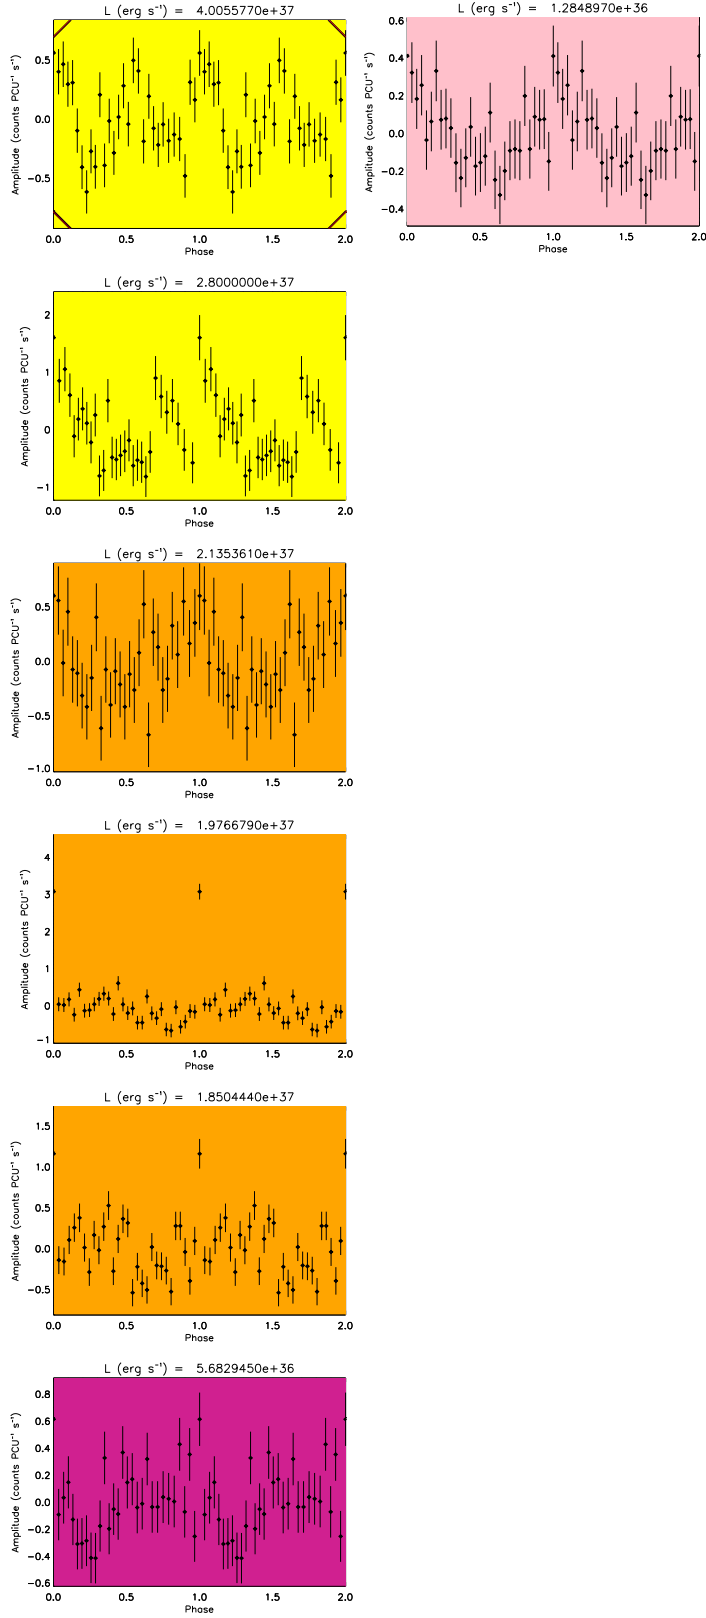 L (erg s⁻¹) = 4.0055770e+37
Amplitude (counts PCU⁻¹ s⁻¹)
0.5
0.0
−0.5
0.0 0.5 1.0 1.5 2.0
Phase
L (erg s⁻¹) = 1.2848970e+36
Amplitude (counts PCU⁻¹ s⁻¹)
0.6
0.4
0.2
0.0
−0.2
−0.4
0.0 0.5 1.0 1.5 2.0
Phase
L (erg s⁻¹) = 2.8000000e+37
Amplitude (counts PCU⁻¹ s⁻¹)
2
1
0
−1
0.0 0.5 1.0 1.5 2.0
Phase
L (erg s⁻¹) = 2.1353610e+37
Amplitude (counts PCU⁻¹ s⁻¹)
0.5
0.0
−0.5
−1.0
0.0 0.5 1.0 1.5 2.0
Phase
L (erg s⁻¹) = 1.9766790e+37
Amplitude (counts PCU⁻¹ s⁻¹)
4
3
2
1
0
−1
0.0 0.5 1.0 1.5 2.0
Phase
L (erg s⁻¹) = 1.8504440e+37
Amplitude (counts PCU⁻¹ s⁻¹)
1.5
1.0
0.5
0.0
−0.5
0.0 0.5 1.0 1.5 2.0
Phase
L (erg s⁻¹) = 5.6829450e+36
Amplitude (counts PCU⁻¹ s⁻¹)
0.8
0.6
0.4
0.2
0.0
−0.2
−0.4
−0.6
0.0 0.5 1.0 1.5 2.0
Phase